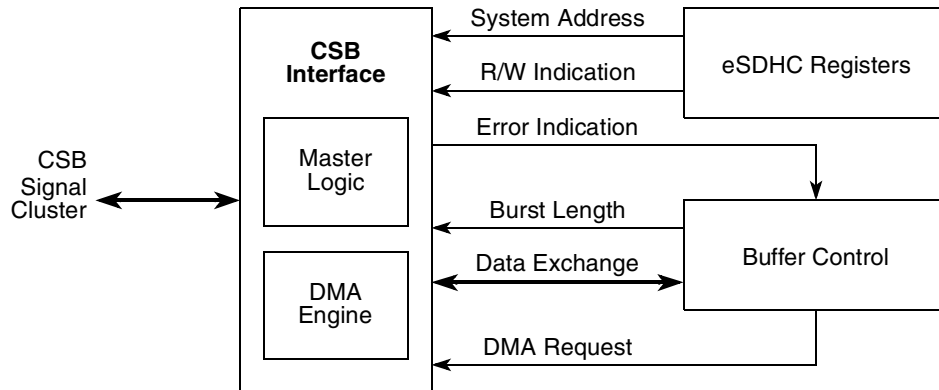 System Address
CSB
Interface
eSDHC Registers
R/W Indication
Error Indication
Master
Logic
CSB
Signal
Cluster
Burst Length
Buffer Control
Data Exchange
DMA
Engine
DMA Request